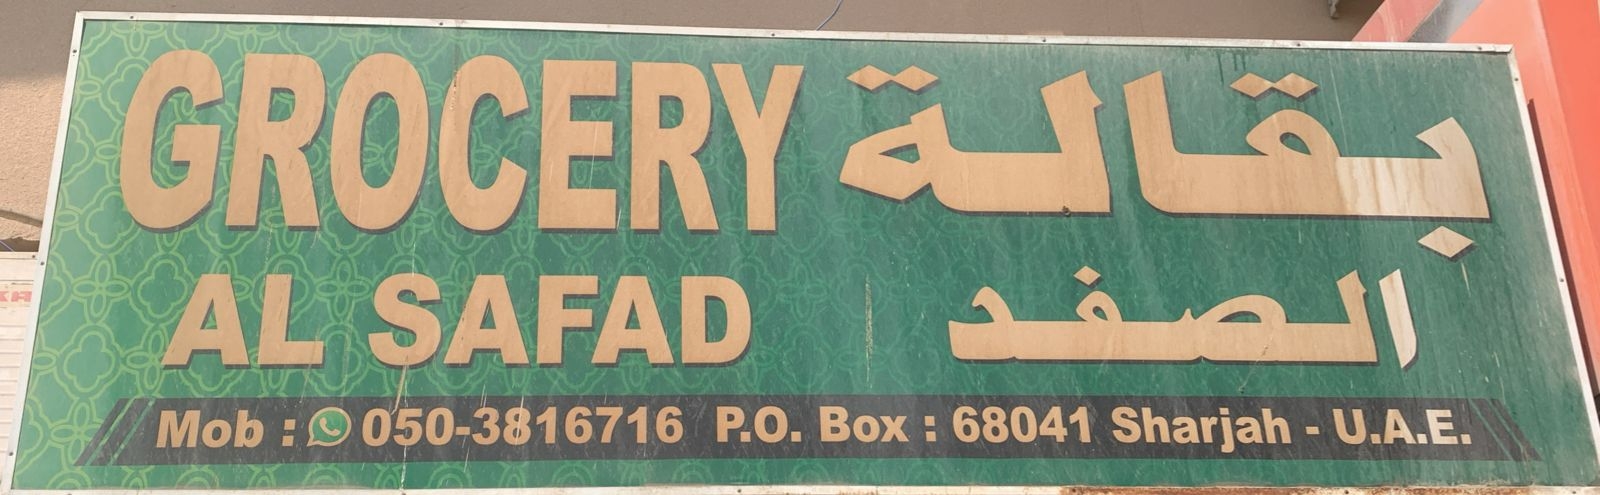 GROCERY بقالة
AL SAFAD الصفد
Mob : 050-3816716 P.O. Box : 68041 Sharjah - U.A.E.